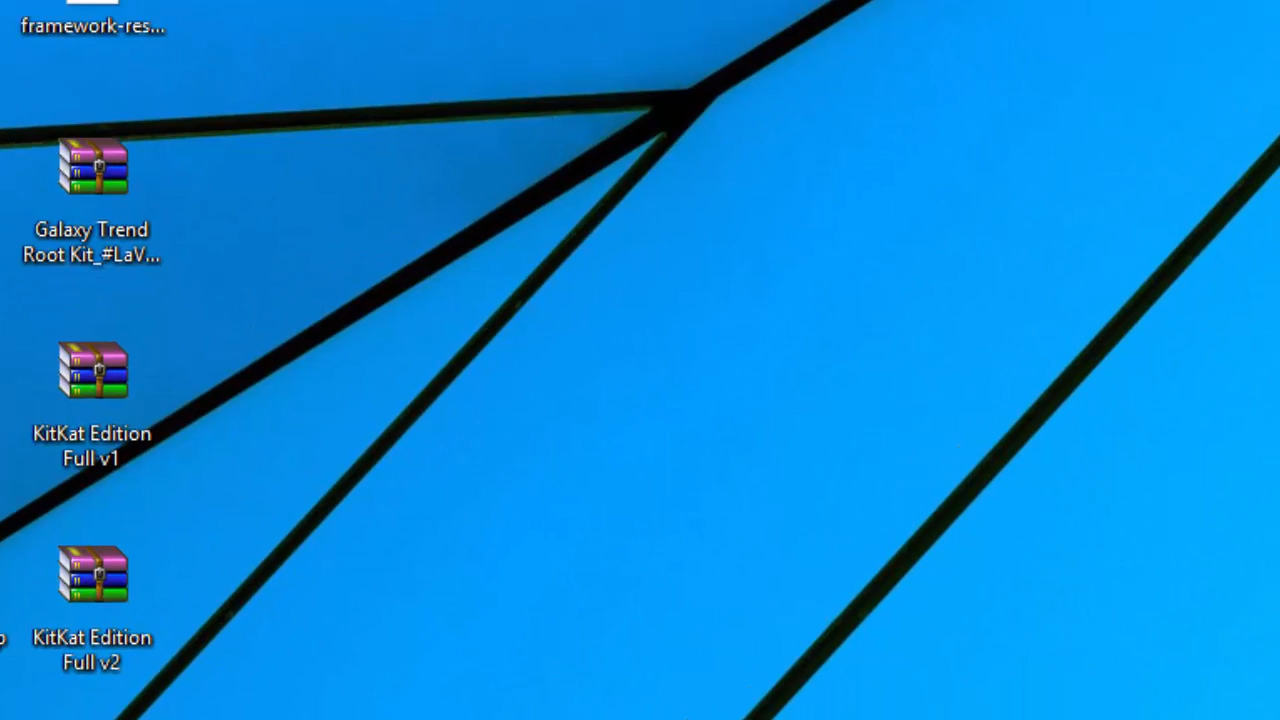 framework-res...
Galaxy Trend
Root Kit_#LaV...
KitKat Edition
Full v1
KitKat Edition
Full v2